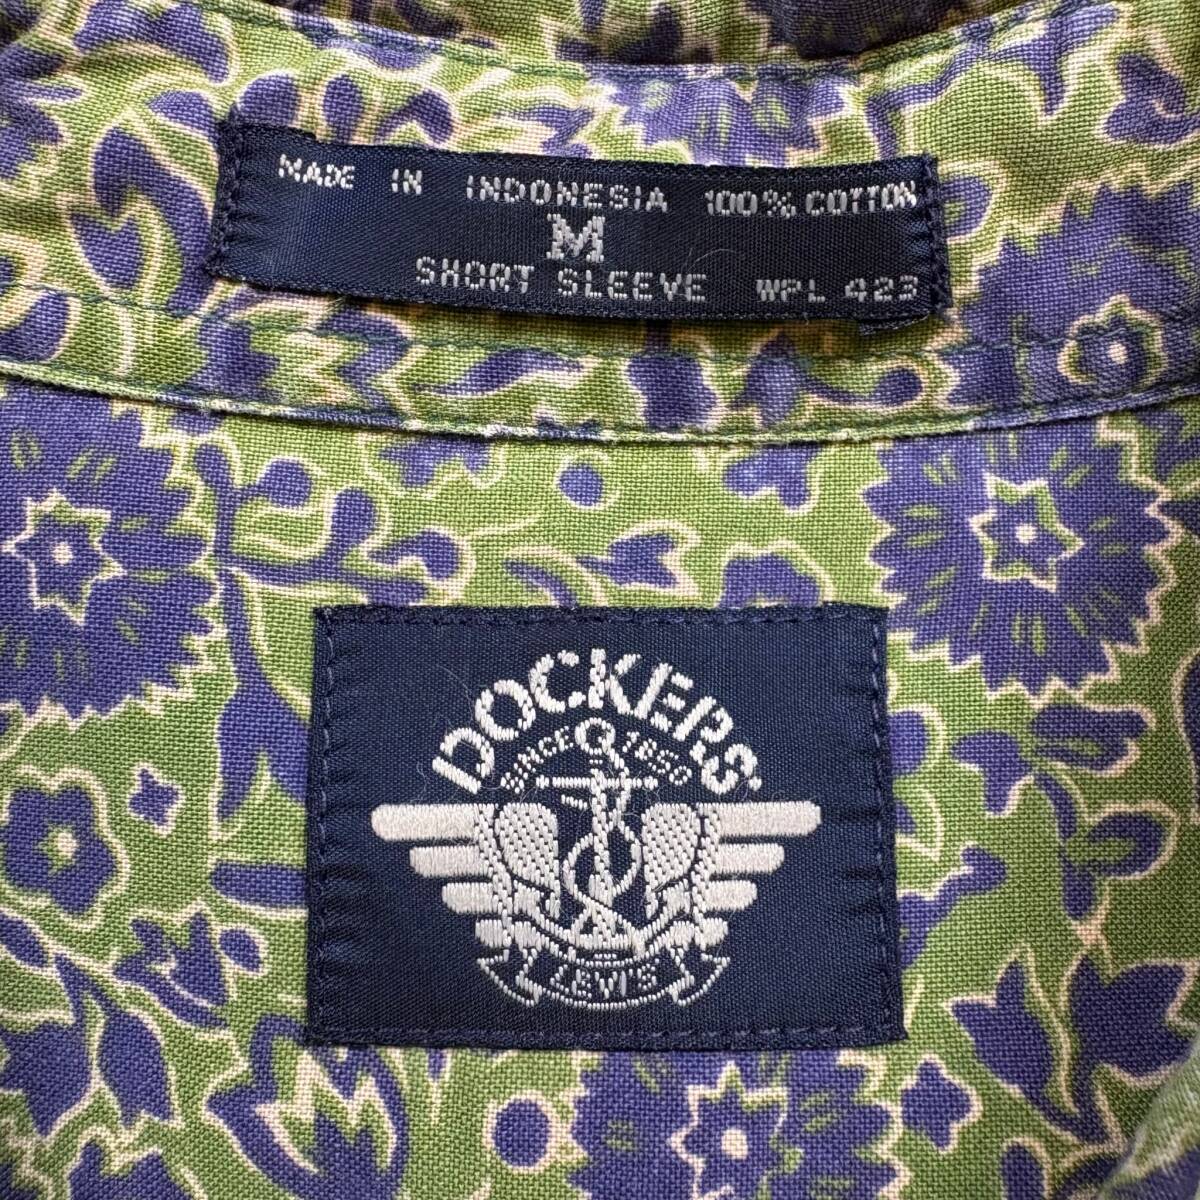 MADE IN INDONESIA 100% COTTON
M
SHORT SLEEVE WPL 423
DOCKERS
SINCE 1850
LEVI'S